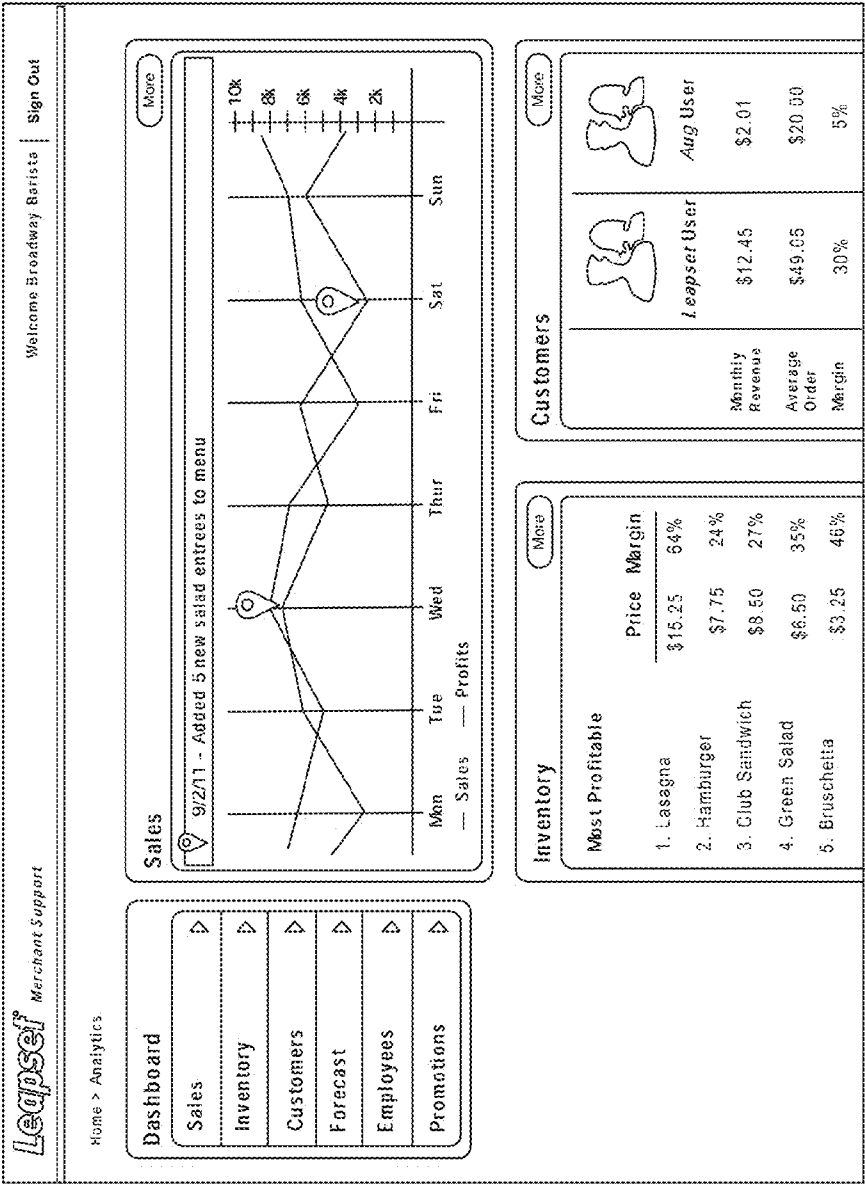 Leapset Merchant Support
Welcome Broadway Barista | Sign Out
Home > Analytics
Dashboard
Sales
Inventory
Customers
Forecast
Employees
Promotions
Sales
More
9/2/11 - Added 5 new salad entrees to menu
10k
8k
6k
4k
2k
Mon Tue Wed Thur Fri Sat Sun
— Sales — Profits
Inventory
More
Most Profitable
Price Margin
1. Lasagna $15.25 64%
2. Hamburger $7.75 24%
3. Club Sandwich $8.50 27%
4. Green Salad $6.50 35%
5. Bruschetta $3.25 46%
Customers
More
Leapset User Aug User
Monthly Revenue $12.45 $2.01
Average Order $49.05 $20.00
Margin 30% 5%